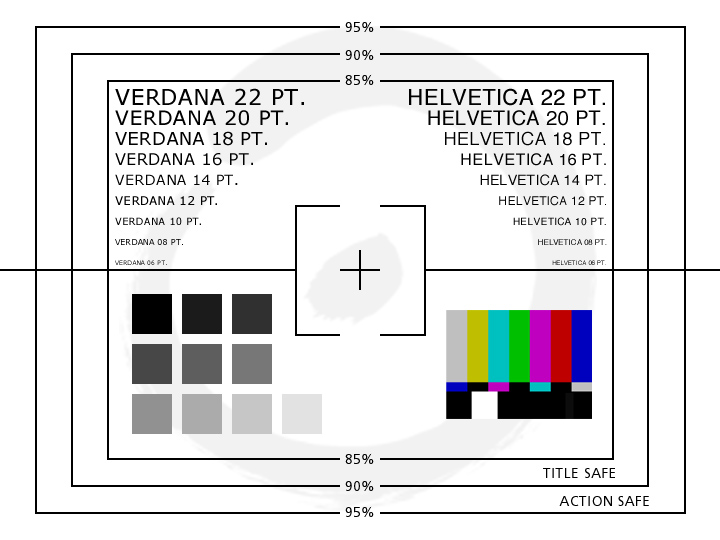 95%
90%
85%
VERDANA 22 PT.
VERDANA 20 PT.
VERDANA 18 PT.
VERDANA 16 PT.
VERDANA 14 PT.
VERDANA 12 PT.
VERDANA 10 PT.
VERDANA 08 PT.
VERDANA 06 PT.
HELVETICA 22 PT.
HELVETICA 20 PT.
HELVETICA 18 PT.
HELVETICA 16 PT.
HELVETICA 14 PT.
HELVETICA 12 PT.
HELVETICA 10 PT.
HELVETICA 08 PT.
HELVETICA 06 PT.
85%
TITLE SAFE
90%
ACTION SAFE
95%